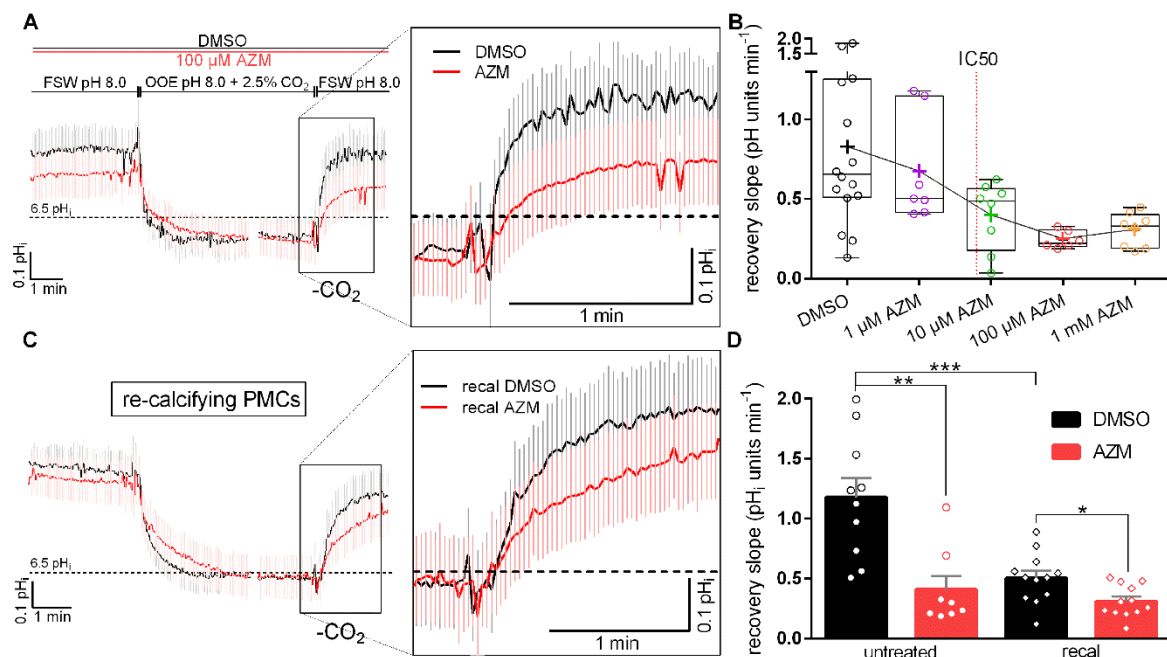 A
DMSO
100 µM AZM
FSW pH 8.0
OOE pH 8.0 + 2.5% CO2
FSW pH 8.0
6.5 pHi
0.1 pHi
1 min
-CO2
DMSO
AZM
0.1 pHi
1 min
B
recovery slope (pH units min-1)
2.0
1.5
1.0
0.5
0.0
IC50
DMSO
1 µM AZM
10 µM AZM
100 µM AZM
1 mM AZM
C
re-calcifying PMCs
6.5 pHi
0.1 pHi
1 min
-CO2
recal DMSO
recal AZM
0.1 pHi
1 min
D
recovery slope (pHi units min-1)
2.0
1.5
1.0
0.5
0.0
***
**
*
DMSO
AZM
untreated
recal